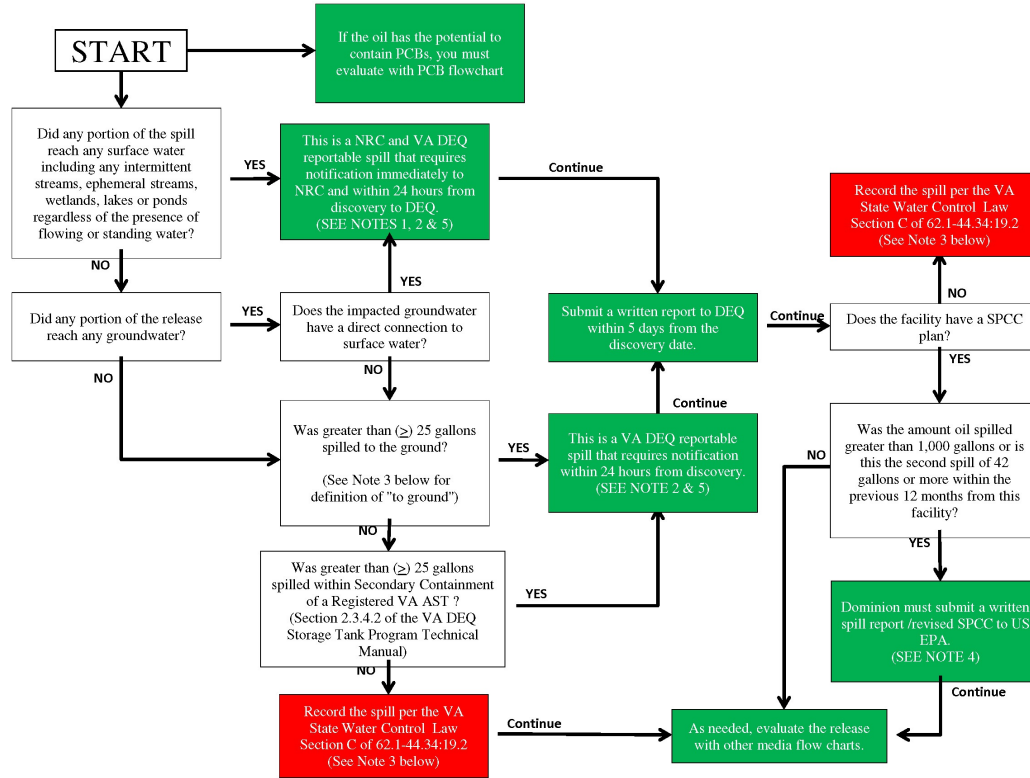 START
If the oil has the potential to
contain PCBs, you must
evaluate with PCB flowchart
Did any portion of the spill
reach any surface water
including any intermittent
streams, ephemeral streams,
wetlands, lakes or ponds
regardless of the presence of
flowing or standing water?
YES
This is a NRC and VA DEQ
reportable spill that requires
notification immediately to
NRC and within 24 hours from
discovery to DEQ.
(SEE NOTES 1, 2 & 5)
Continue
Record the spill per the VA
State Water Control Law
Section C of 62.1-44.34:19.2
(See Note 3 below)
NO
YES
NO
Did any portion of the release
reach any groundwater?
YES
Does the impacted groundwater
have a direct connection to
surface water?
Submit a written report to DEQ
within 5 days from the
discovery date.
Continue
Does the facility have a SPCC
plan?
NO
NO
YES
Was greater than (≥) 25 gallons
spilled to the ground?
(See Note 3 below for
definition of "to ground")
YES
Continue
This is a VA DEQ reportable
spill that requires notification
within 24 hours from discovery.
(SEE NOTE 2 & 5)
NO
Was the amount oil spilled
greater than 1,000 gallons or is
this the second spill of 42
gallons or more within the
previous 12 months from this
facility?
NO
YES
Was greater than (≥) 25 gallons
spilled within Secondary Containment
of a Registered VA AST ?
(Section 2.3.4.2 of the VA DEQ
Storage Tank Program Technical
Manual)
YES
Dominion must submit a written
spill report /revised SPCC to US
EPA.
(SEE NOTE 4)
NO
Continue
Record the spill per the VA
State Water Control Law
Section C of 62.1-44.34:19.2
(See Note 3 below)
Continue
As needed, evaluate the release
with other media flow charts.